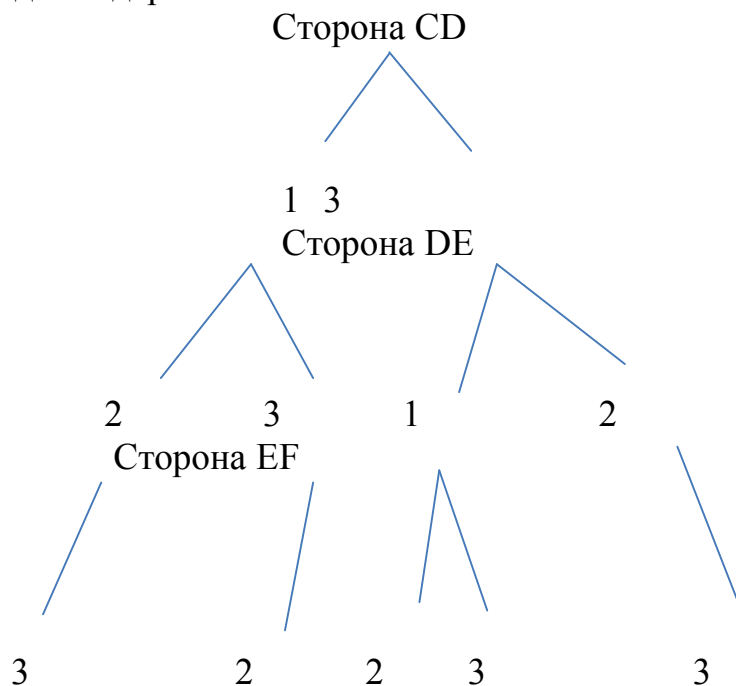 Сторона CD
1 3
Сторона DE
2 3 1 2
Сторона EF
3 2 2 3 3